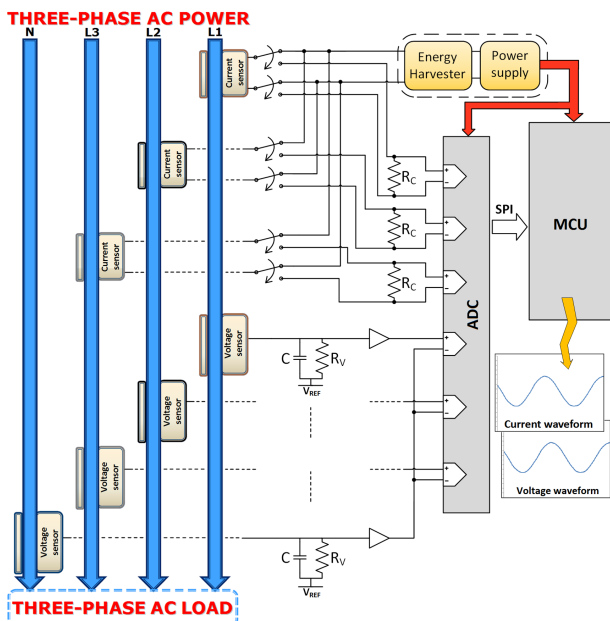 THREE-PHASE AC POWER
N L3 L2 L1
Current
sensor
Energy
Harvester
Power
supply
Current
sensor
RC
SPI
MCU
RC
Current
sensor
RC
ADC
Voltage
sensor
C
RV
VREF
Voltage
sensor
Current waveform
Voltage
sensor
Voltage waveform
Voltage
sensor
C
RV
VREF
THREE-PHASE AC LOAD